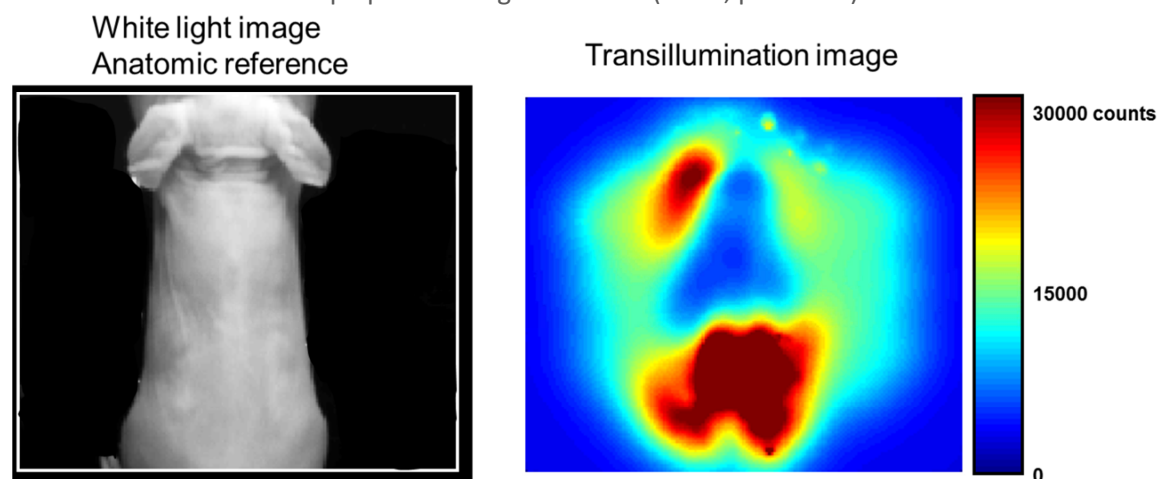 White light image
Anatomic reference
Transillumination image
30000 counts
15000
0